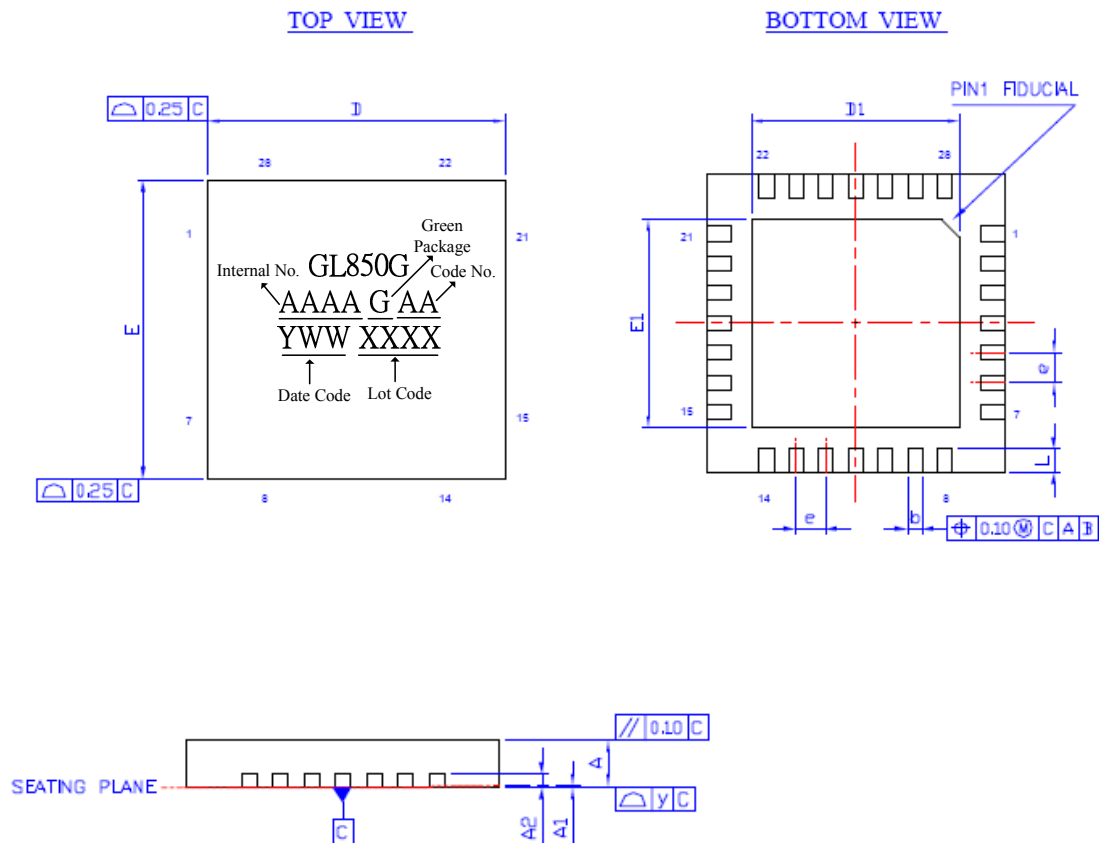 TOP VIEW
BOTTOM VIEW
PIN1 FIDUCIAL
0.25 C
D
D1
28
22
22
28
1
21
21
1
Green
Package
Internal No.
GL850G
Code No.
AAAA G AA
YWW XXXX
Date Code
Lot Code
E
E1
e
7
15
15
7
L
0.25 C
8
14
14
8
e
b
0.10 Ⓜ C A B
// 0.10 C
A
SEATING PLANE
y C
C
A2
A1